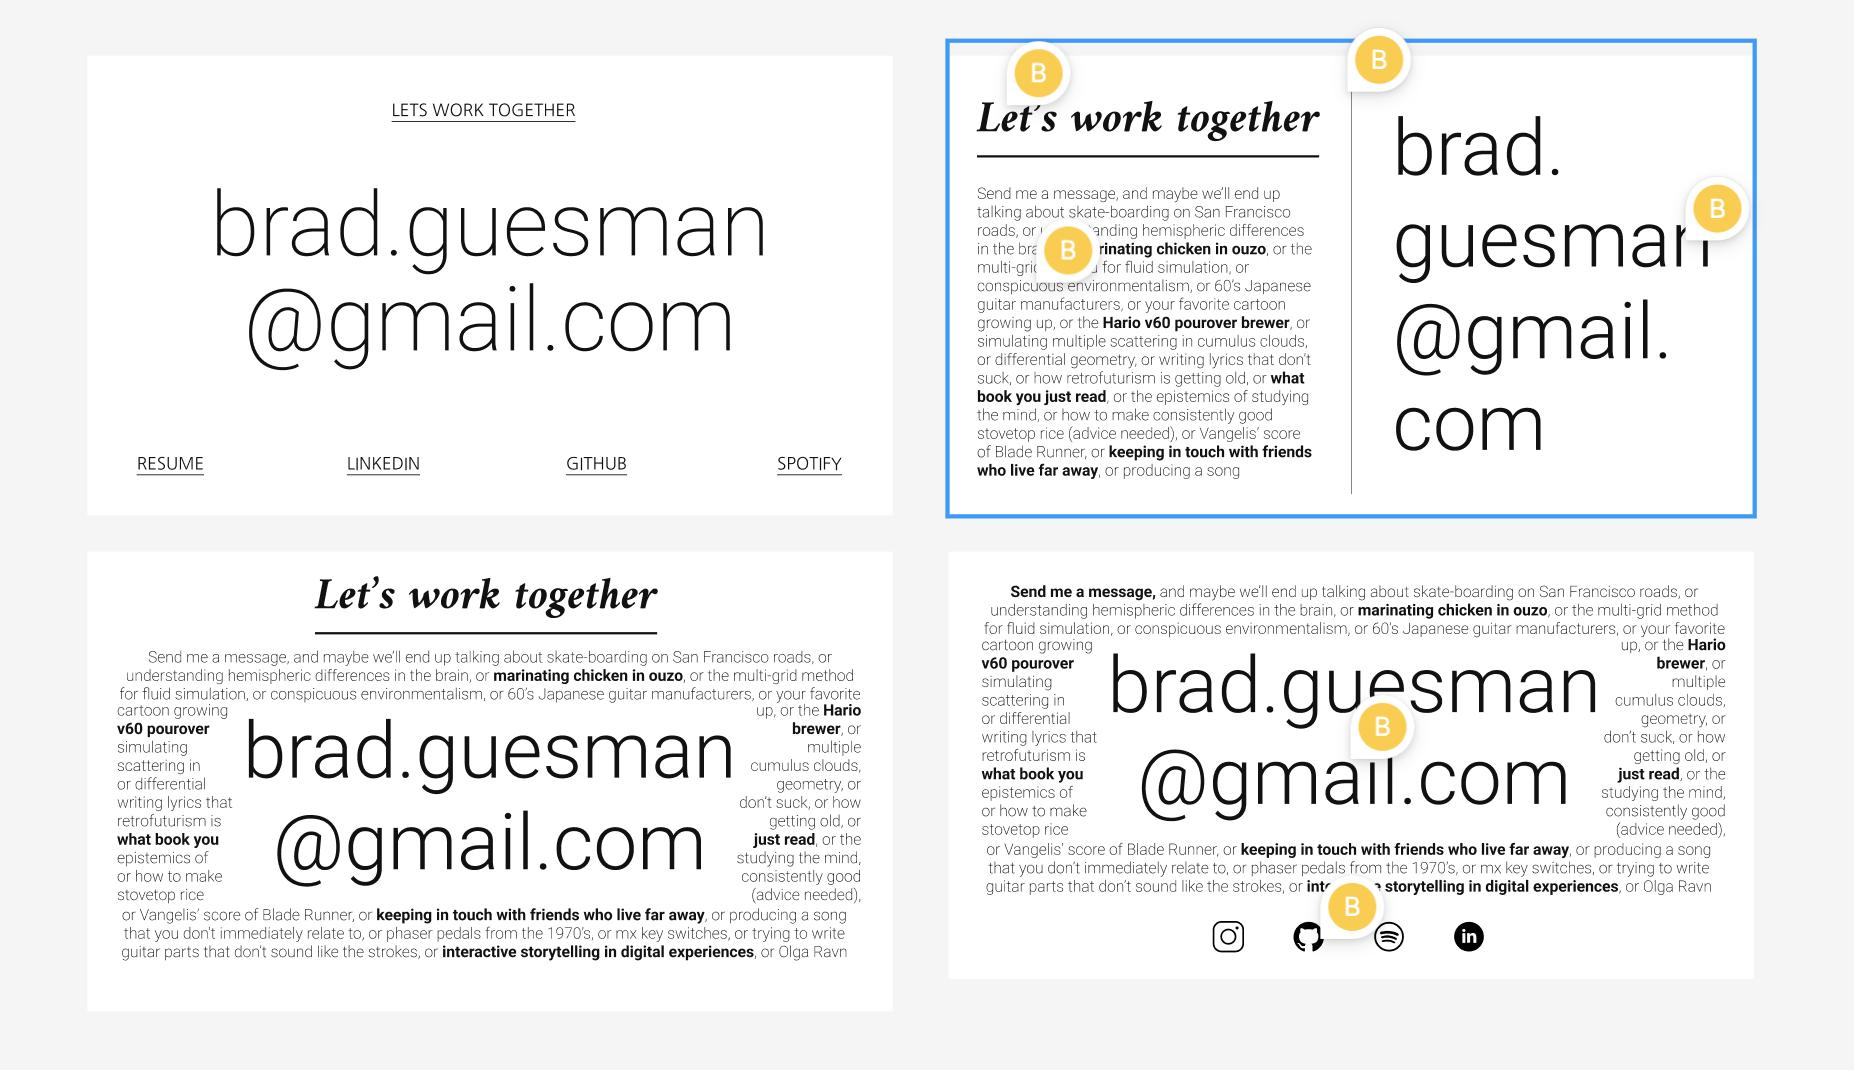 LETS WORK TOGETHER
brad.guesman
@gmail.com
RESUME
LINKEDIN
GITHUB
SPOTIFY
B
B
Let's work together
Send me a message, and maybe we'll end up
talking about skate-boarding on San Francisco
roads, or hemispheric differences
in the chicken in ouzo, or the
for fluid simulation, or
conspicuous environmentalism, or 60's Japanese
guitar manufacturers, or your favorite cartoon
growing up, or the Hario v60 pourover brewer, or
simulating multiple scattering in cumulus clouds,
or differential geometry, or writing lyrics that don't
suck, or how retrofuturism is getting old, or what
book you just read, or the epistemics of studying
the mind, or how to make consistently good
stovetop rice (advice needed), or Vangelis' score
of Blade Runner, or keeping in touch with friends
who live far away, or producing a song
B
brad.
guesman
@gmail.
com
B
Let's work together
Send me a message, and maybe we'll end up talking about skate-boarding on San Francisco roads, or
understanding hemispheric differences in the brain, or marinating chicken in ouzo, or the multi-grid method
for fluid simulation, or conspicuous environmentalism, or 60's Japanese guitar manufacturers, or your favorite
cartoon growing up, or the Hario
v60 pourover brewer, or
simulating multiple
scattering in cumulus clouds,
or differential geometry, or
writing lyrics that don't suck, or how
retrofuturism is getting old, or
what book you just read, or the
epistemics of studying the mind,
or how to make consistently good
stovetop rice (advice needed),
brad.guesman
@gmail.com
or Vangelis' score of Blade Runner, or keeping in touch with friends who live far away, or producing a song
that you don't immediately relate to, or phaser pedals from the 1970's, or mx key switches, or trying to write
guitar parts that don't sound like the strokes, or interactive storytelling in digital experiences, or Olga Ravn
Send me a message, and maybe we'll end up talking about skate-boarding on San Francisco roads, or
understanding hemispheric differences in the brain, or marinating chicken in ouzo, or the multi-grid method
for fluid simulation, or conspicuous environmentalism, or 60's Japanese guitar manufacturers, or your favorite
cartoon growing up, or the Hario
v60 pourover brewer, or
simulating multiple
scattering in cumulus clouds,
or differential geometry, or
writing lyrics that don't suck, or how
retrofuturism is getting old, or
what book you just read, or the
epistemics of studying the mind,
or how to make consistently good
stovetop rice (advice needed),
brad.guesman
@gmail.com
B
or Vangelis' score of Blade Runner, or keeping in touch with friends who live far away, or producing a song
that you don't immediately relate to, or phaser pedals from the 1970's, or mx key switches, or trying to write
guitar parts that don't sound like the strokes, or storytelling in digital experiences, or Olga Ravn
B
in